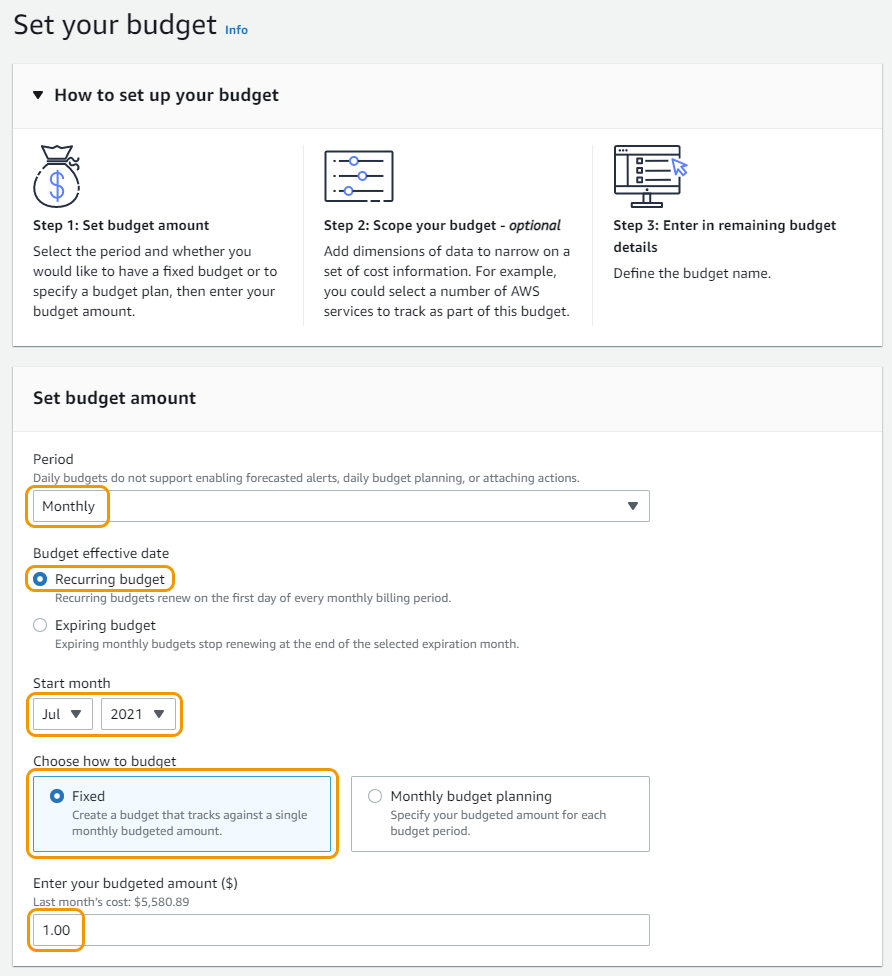 Set your budget Info
How to set up your budget
Step 1: Set budget amount
Select the period and whether you
would like to have a fixed budget or to
specify a budget plan, then enter your
budget amount.
Step 2: Scope your budget - optional
Add dimensions of data to narrow on a
set of cost information. For example,
you could select a number of AWS
services to track as part of this budget.
Step 3: Enter in remaining budget
details
Define the budget name.
Set budget amount
Period
Daily budgets do not support enabling forecasted alerts, daily budget planning, or attaching actions.
Monthly
Budget effective date
Recurring budget
Recurring budgets renew on the first day of every monthly billing period.
Expiring budget
Expiring monthly budgets stop renewing at the end of the selected expiration month.
Start month
Jul 2021
Choose how to budget
Fixed
Create a budget that tracks against a single
monthly budgeted amount.
Monthly budget planning
Specify your budgeted amount for each
budget period.
Enter your budgeted amount ($)
Last month's cost: $5,580.89
1.00